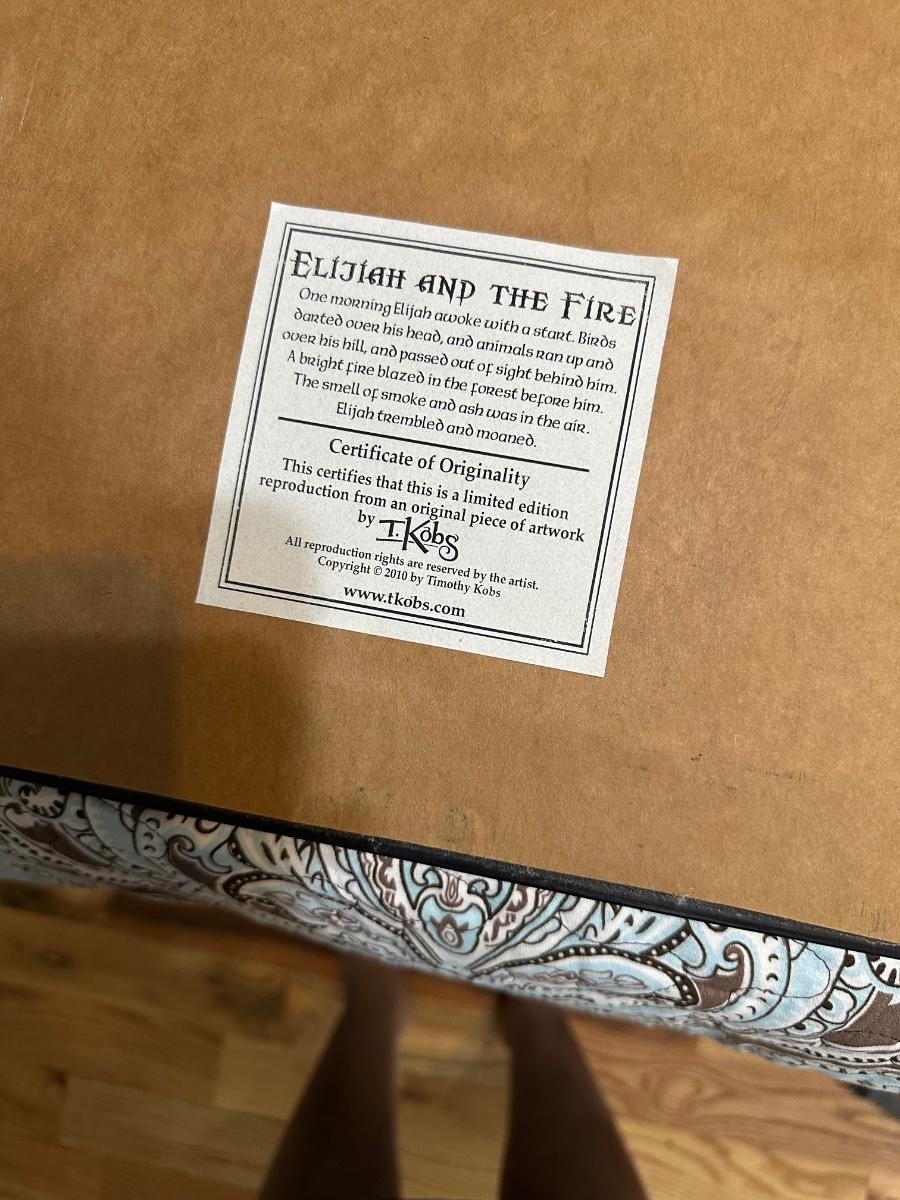 ELIJIAH AND THE FIRE
One morning Elijah awoke with a start. Birds
darted over his head, and animals ran up and
over his hill, and passed out of sight behind him.
A bright fire blazed in the forest before him.
The smell of smoke and ash was in the air.
Elijah trembled and moaned.
Certificate of Originality
This certifies that this is a limited edition
reproduction from an original piece of artwork
by T. Kobs
All reproduction rights are reserved by the artist.
Copyright © 2010 by Timothy Kobs
www.tkobs.com